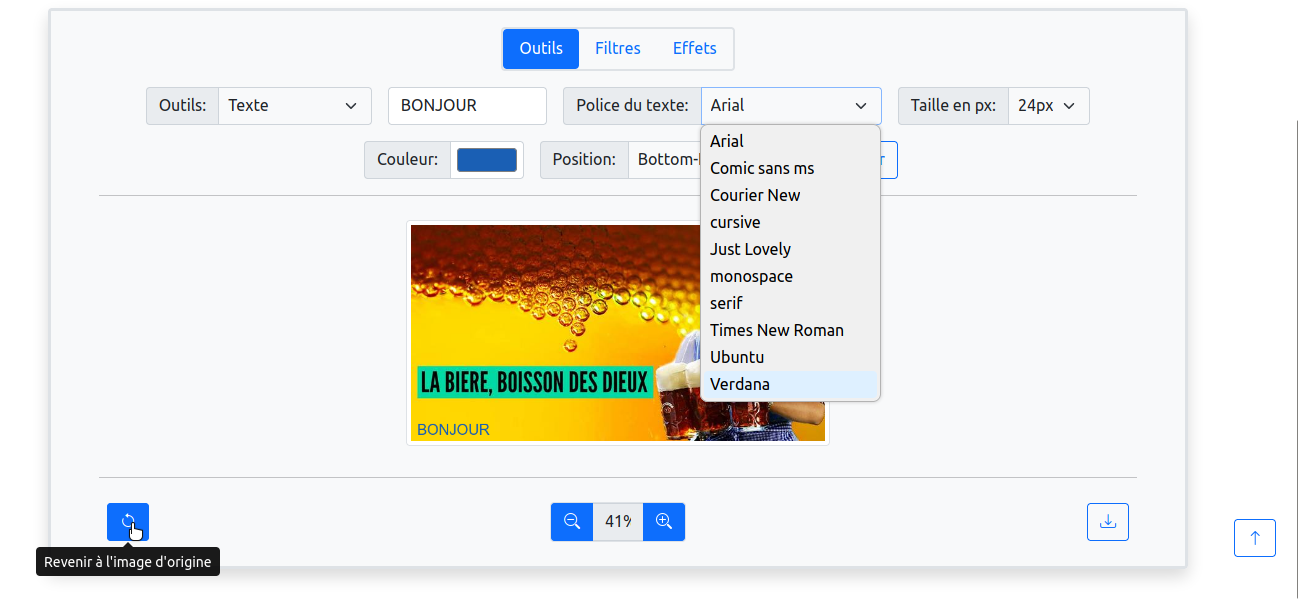 Outils Filtres Effets
Outils: Texte BONJOUR Police du texte: Arial Taille en px: 24px
Arial
Comic sans ms
Courier New
cursive
Just Lovely
monospace
serif
Times New Roman
Ubuntu
Verdana
Couleur: Position: Bottom-
LA BIERE, BOISSON DES DIEUX
BONJOUR
41%
Revenir à l'image d'origine